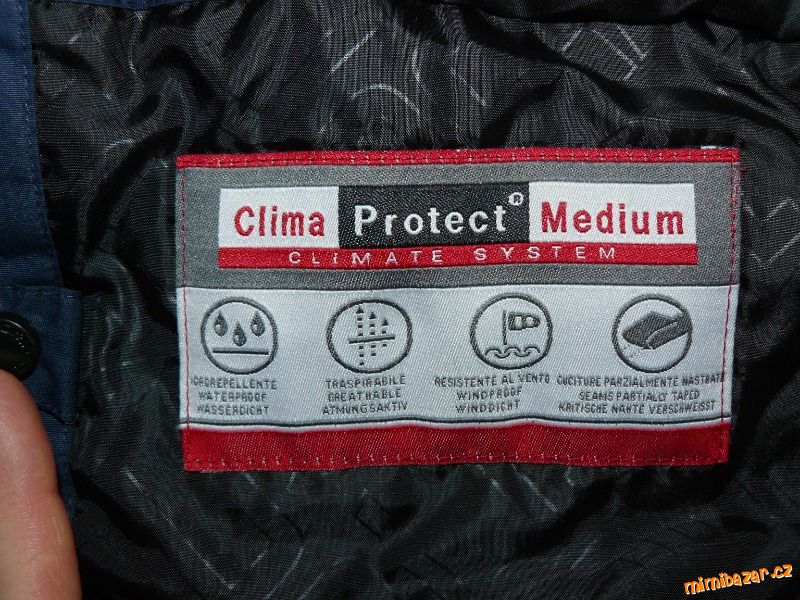 Clima Protect® Medium
CLIMATE SYSTEM
TRASPIRABILE RESISTENTE AL VENTO CUCITURE PARZIALMENTE NASTRATE
WATERPROOF BREATHABLE WINDPROOF SEAMS PARTIALLY TAPED
WASSERDICHT ATMUNGSAKTIV WINDDICHT KRITISCHE NÄHTE VERSCHWEISST
mimibazar.cz